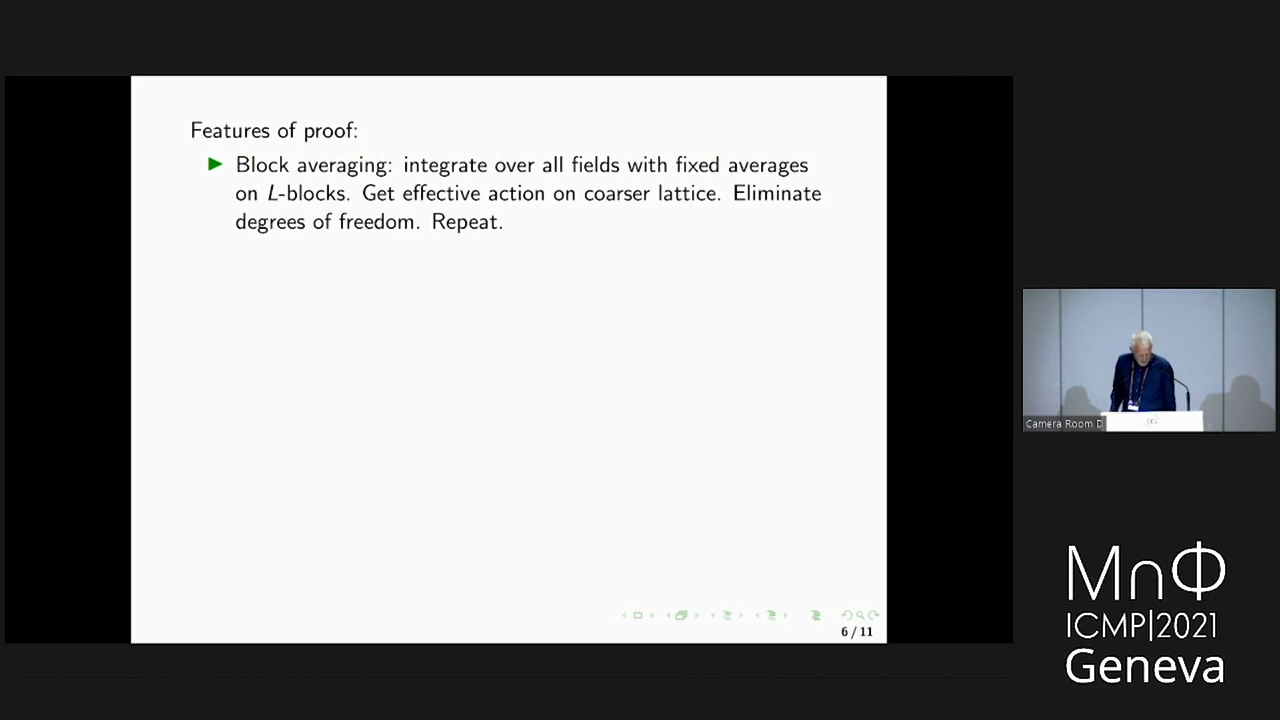 Features of proof:
Block averaging: integrate over all fields with fixed averages
on L-blocks. Get effective action on coarser lattice. Eliminate
degrees of freedom. Repeat.
6 / 11
Camera Room D
ΜПΦ
ICMP|2021
Geneva